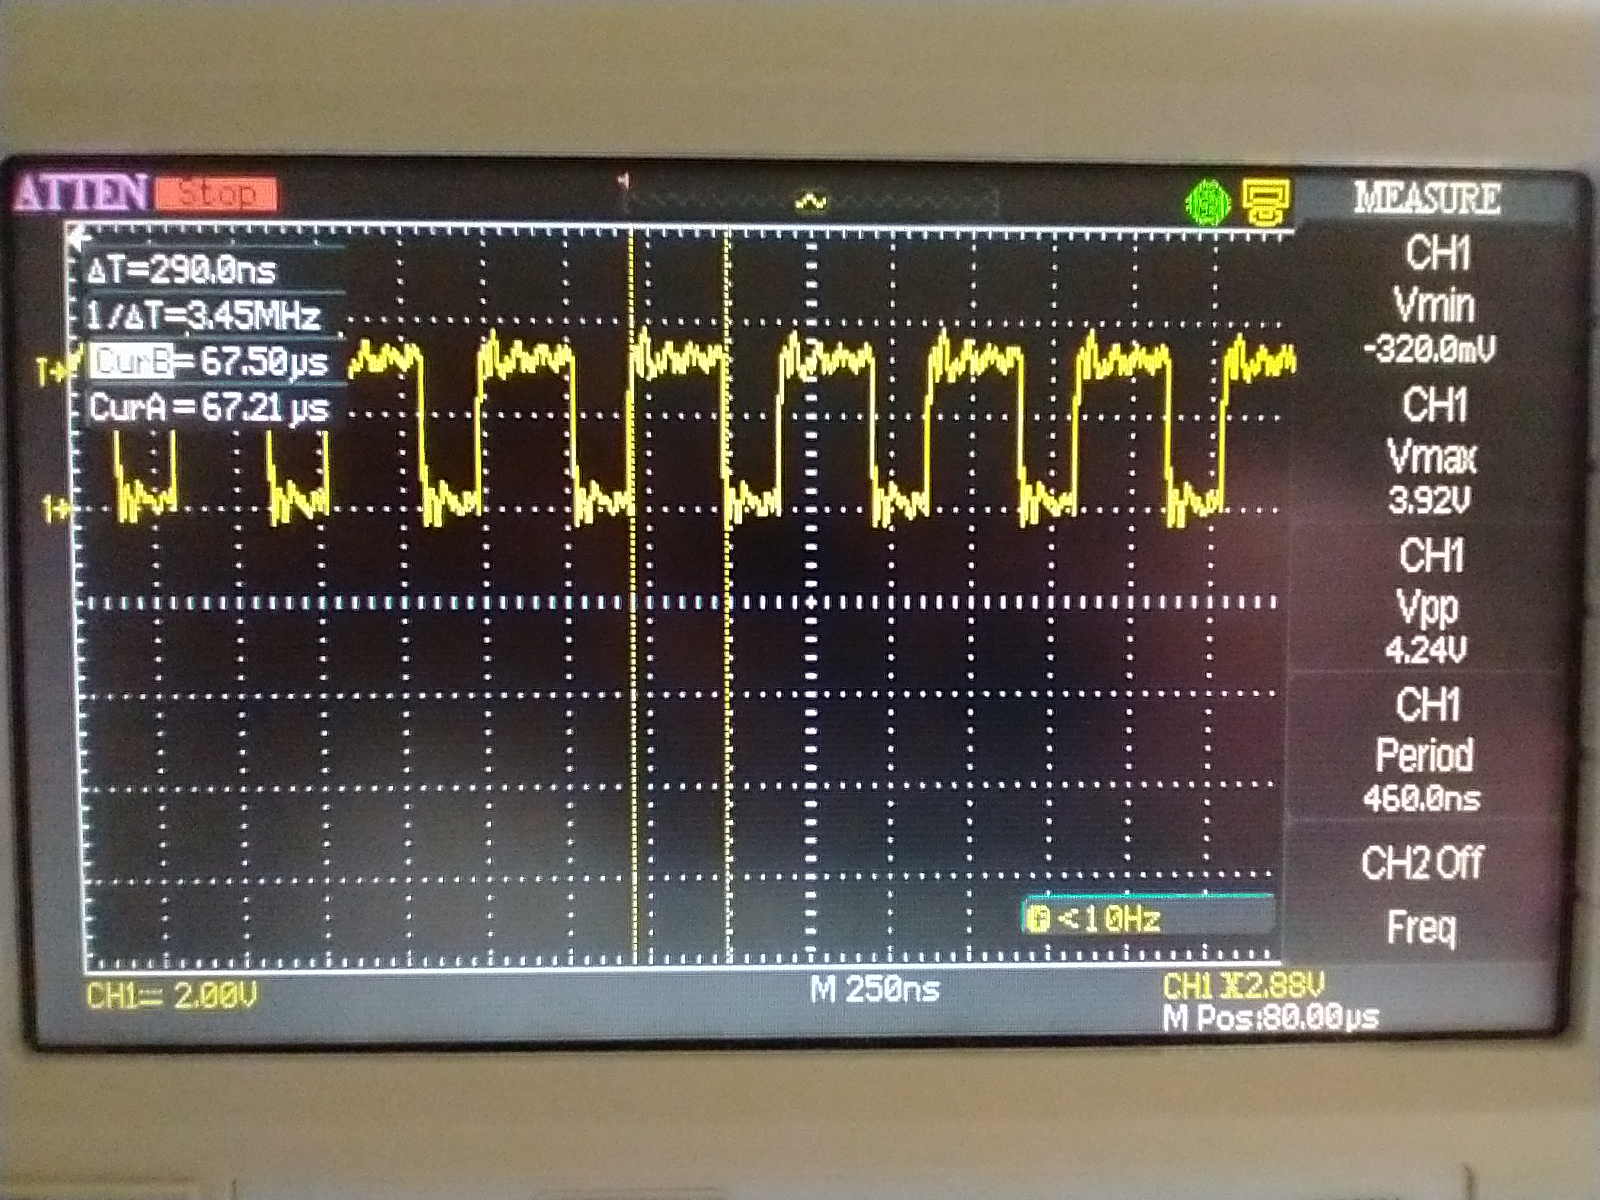 ATTEN Stop
MEASURE
ΔT=290.0ns
1/ΔT=3.45MHz
CurB= 67.50µs
CurA= 67.21µs
T
1
CH1
Vmin
-320.0mV
CH1
Vmax
3.92V
CH1
Vpp
4.24V
CH1
Period
460.0ns
CH2 Off
Freq
<10Hz
CH1 2.00V
M 250ns
CH1 2.88V
M Pos:80.00µs